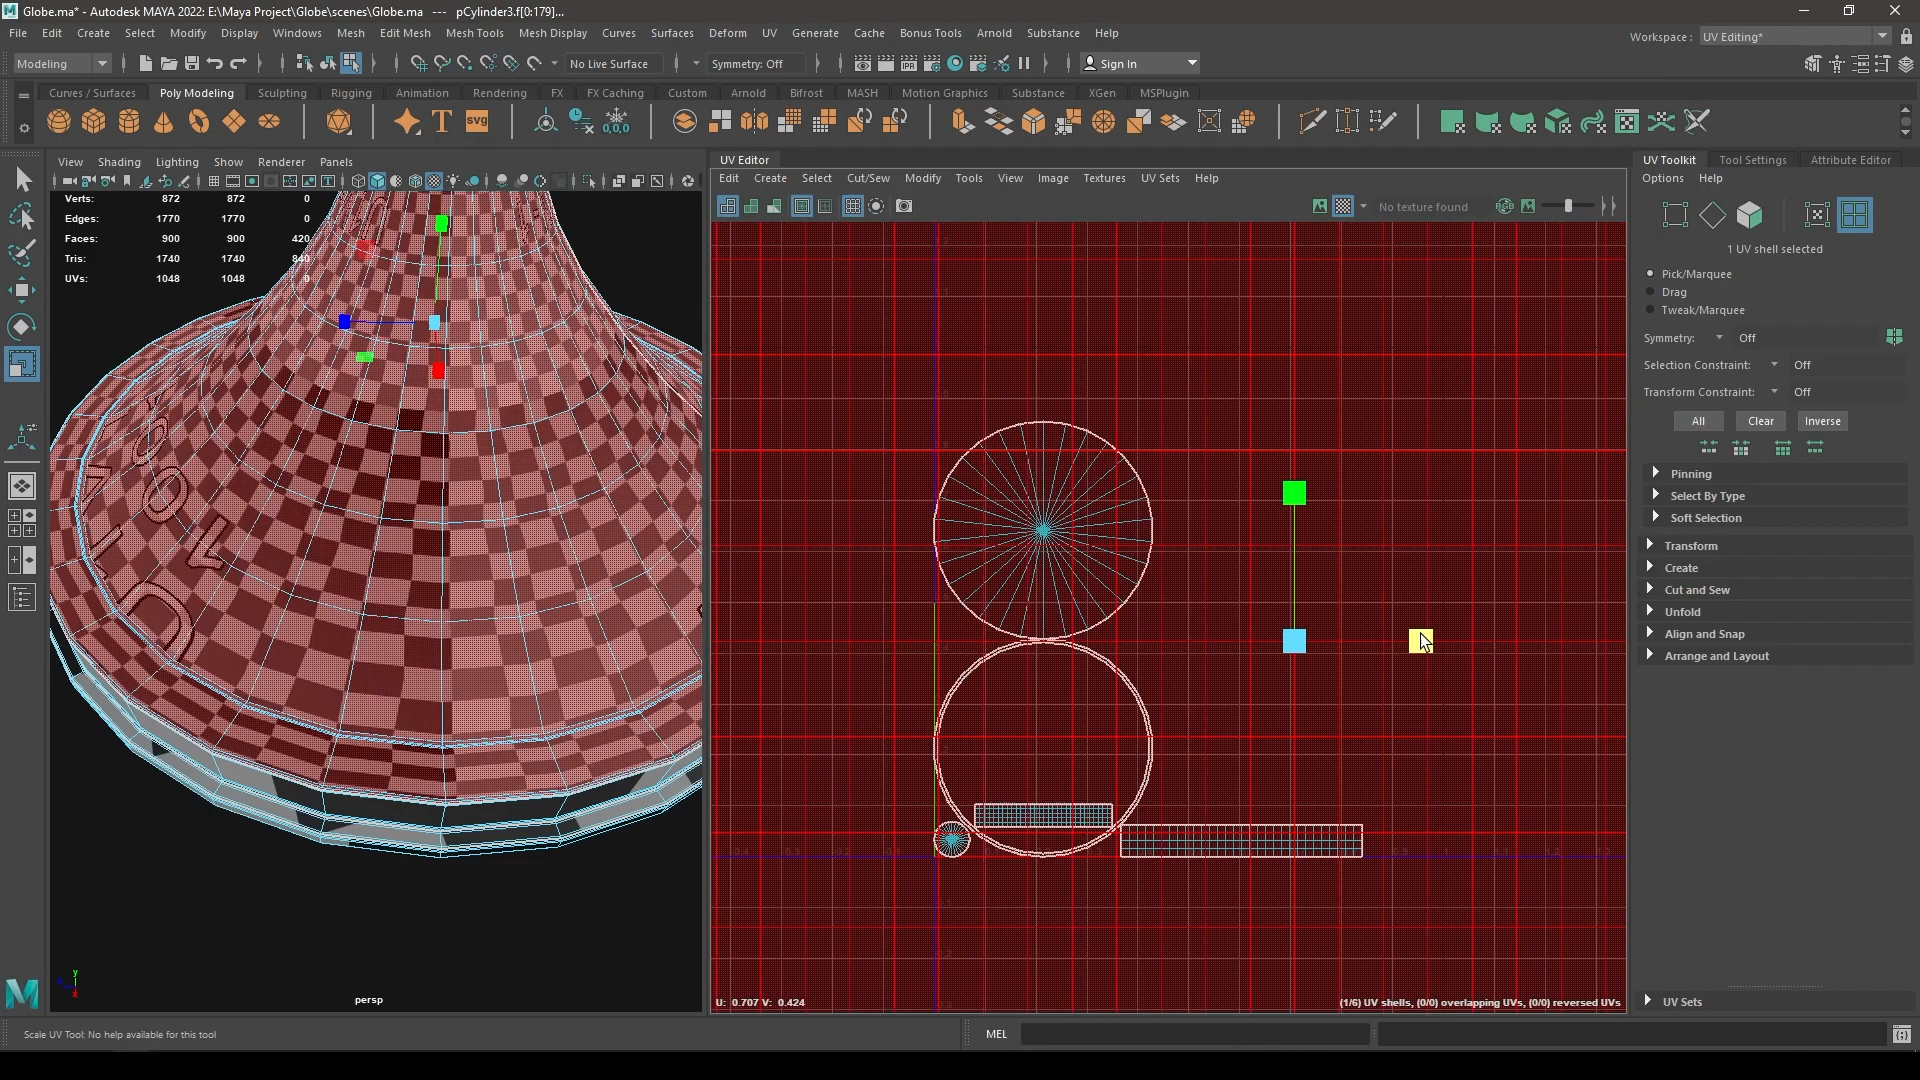 Globe.ma* - Autodesk MAYA 2022: E:\Maya Project\Globe\scenes\Globe.ma   ---   pCylinder3.f[0:179]...
File Edit Create Select Modify Display Windows Mesh Edit Mesh Mesh Tools Mesh Display Curves Surfaces Deform UV Generate Cache Bonus Tools Arnold Substance Help
Workspace : UV Editing*
Modeling No Live Surface Symmetry: Off Sign In
Curves / Surfaces Poly Modeling Sculpting Rigging Animation Rendering FX FX Caching Custom Arnold Bifrost MASH Motion Graphics Substance XGen MSPlugin
View Shading Lighting Show Renderer Panels
Verts: 872 872 0
Edges: 1770 1770 0
Faces: 900 900 420
Tris: 1740 1740 840
UVs: 1048 1048 0
persp
UV Editor
Edit Create Select Cut/Sew Modify Tools View Image Textures UV Sets Help
No texture found
U: 0.707 V: 0.424
(1/6) UV shells, (0/0) overlapping UVs, (0/0) reversed UVs
UV Toolkit Tool Settings Attribute Editor
Options Help
1 UV shell selected
Pick/Marquee
Drag
Tweak/Marquee
Symmetry: Off
Selection Constraint: Off
Transform Constraint: Off
All Clear Inverse
Pinning
Select By Type
Soft Selection
Transform
Create
Cut and Sew
Unfold
Align and Snap
Arrange and Layout
UV Sets
Scale UV Tool: No help available for this tool
MEL